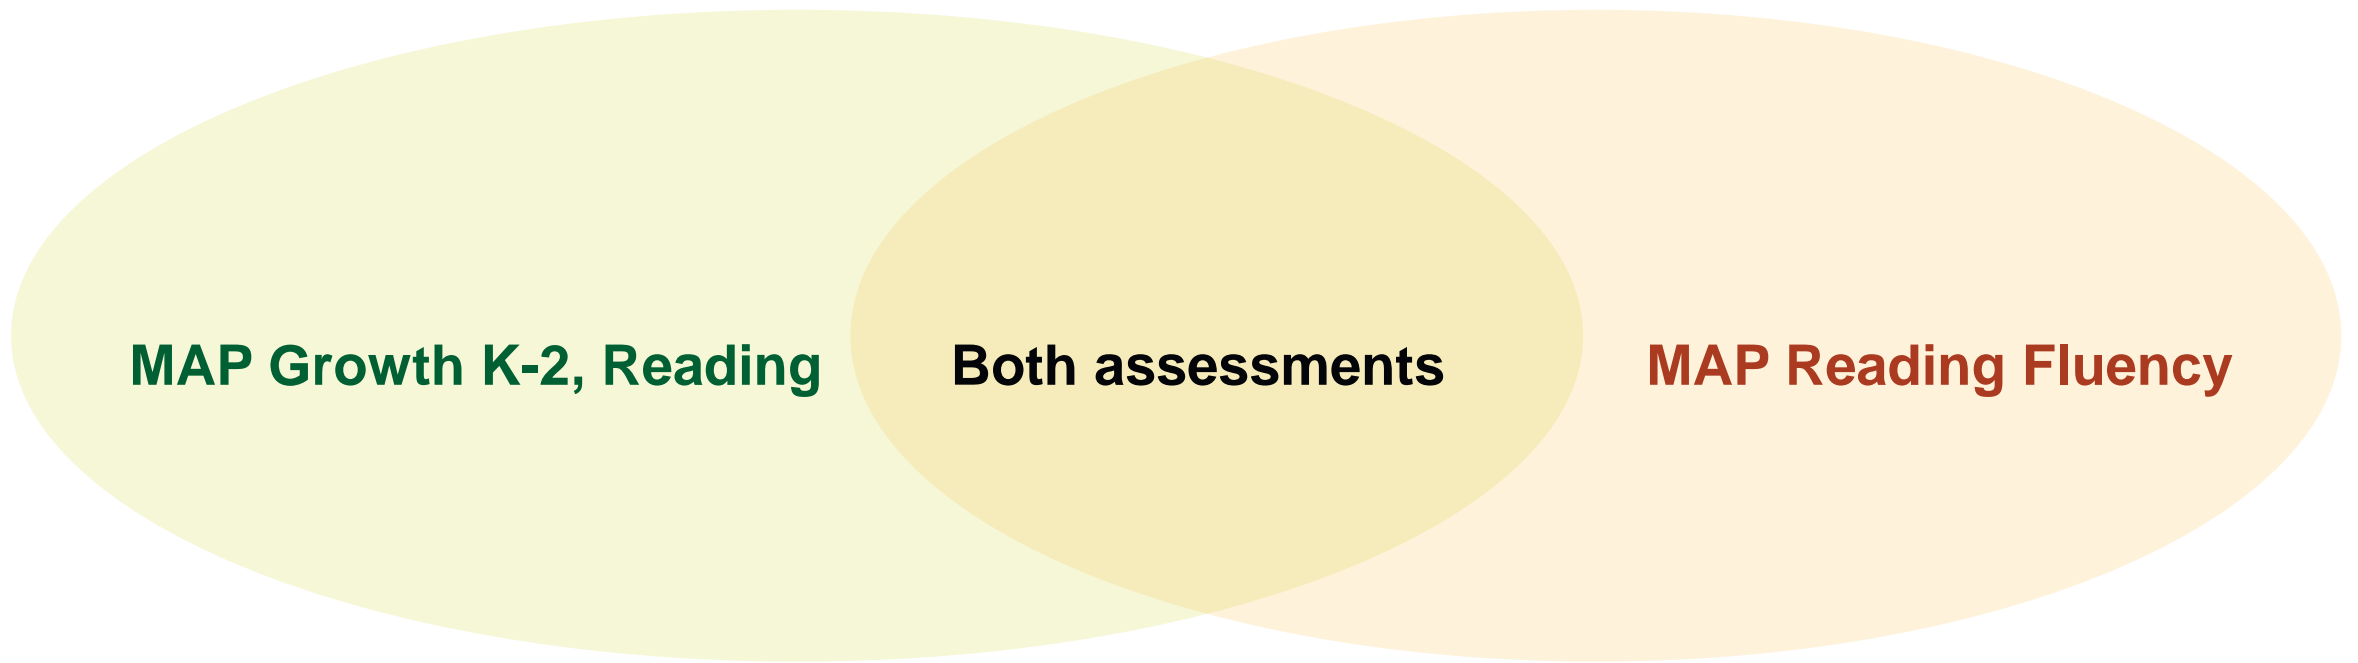 MAP Growth K-2, Reading
Both assessments
MAP Reading Fluency